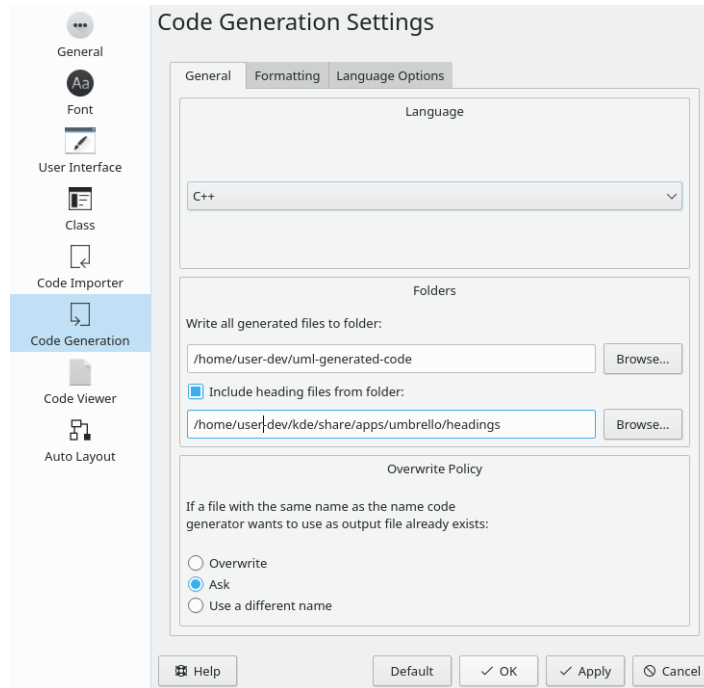 Code Generation Settings
General
Aa
Font
User Interface
Class
Code Importer
Code Generation
Code Viewer
Auto Layout
General Formatting Language Options
Language
C++
Folders
Write all generated files to folder:
/home/user-dev/uml-generated-code Browse...
Include heading files from folder:
/home/user-dev/kde/share/apps/umbrello/headings Browse...
Overwrite Policy
If a file with the same name as the name code
generator wants to use as output file already exists:
Overwrite
Ask
Use a different name
Help Default OK Apply Cancel